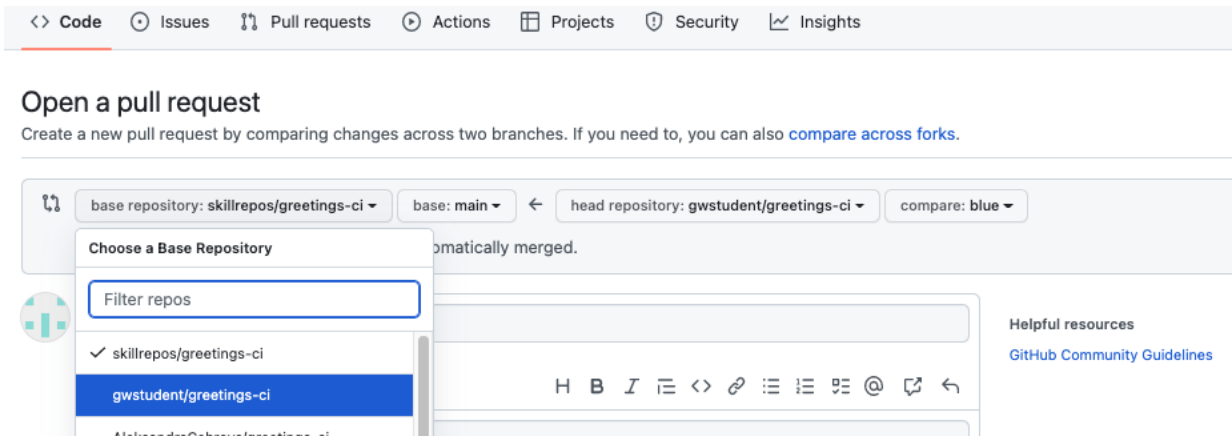 Code Issues Pull requests Actions Projects Security Insights
Open a pull request
Create a new pull request by comparing changes across two branches. If you need to, you can also compare across forks.
base repository: skillrepos/greetings-ci base: main ← head repository: gwstudent/greetings-ci compare: blue
Choose a Base Repository
omatically merged.
Filter repos
skillrepos/greetings-ci
Helpful resources
GitHub Community Guidelines
H B I
gwstudent/greetings-ci